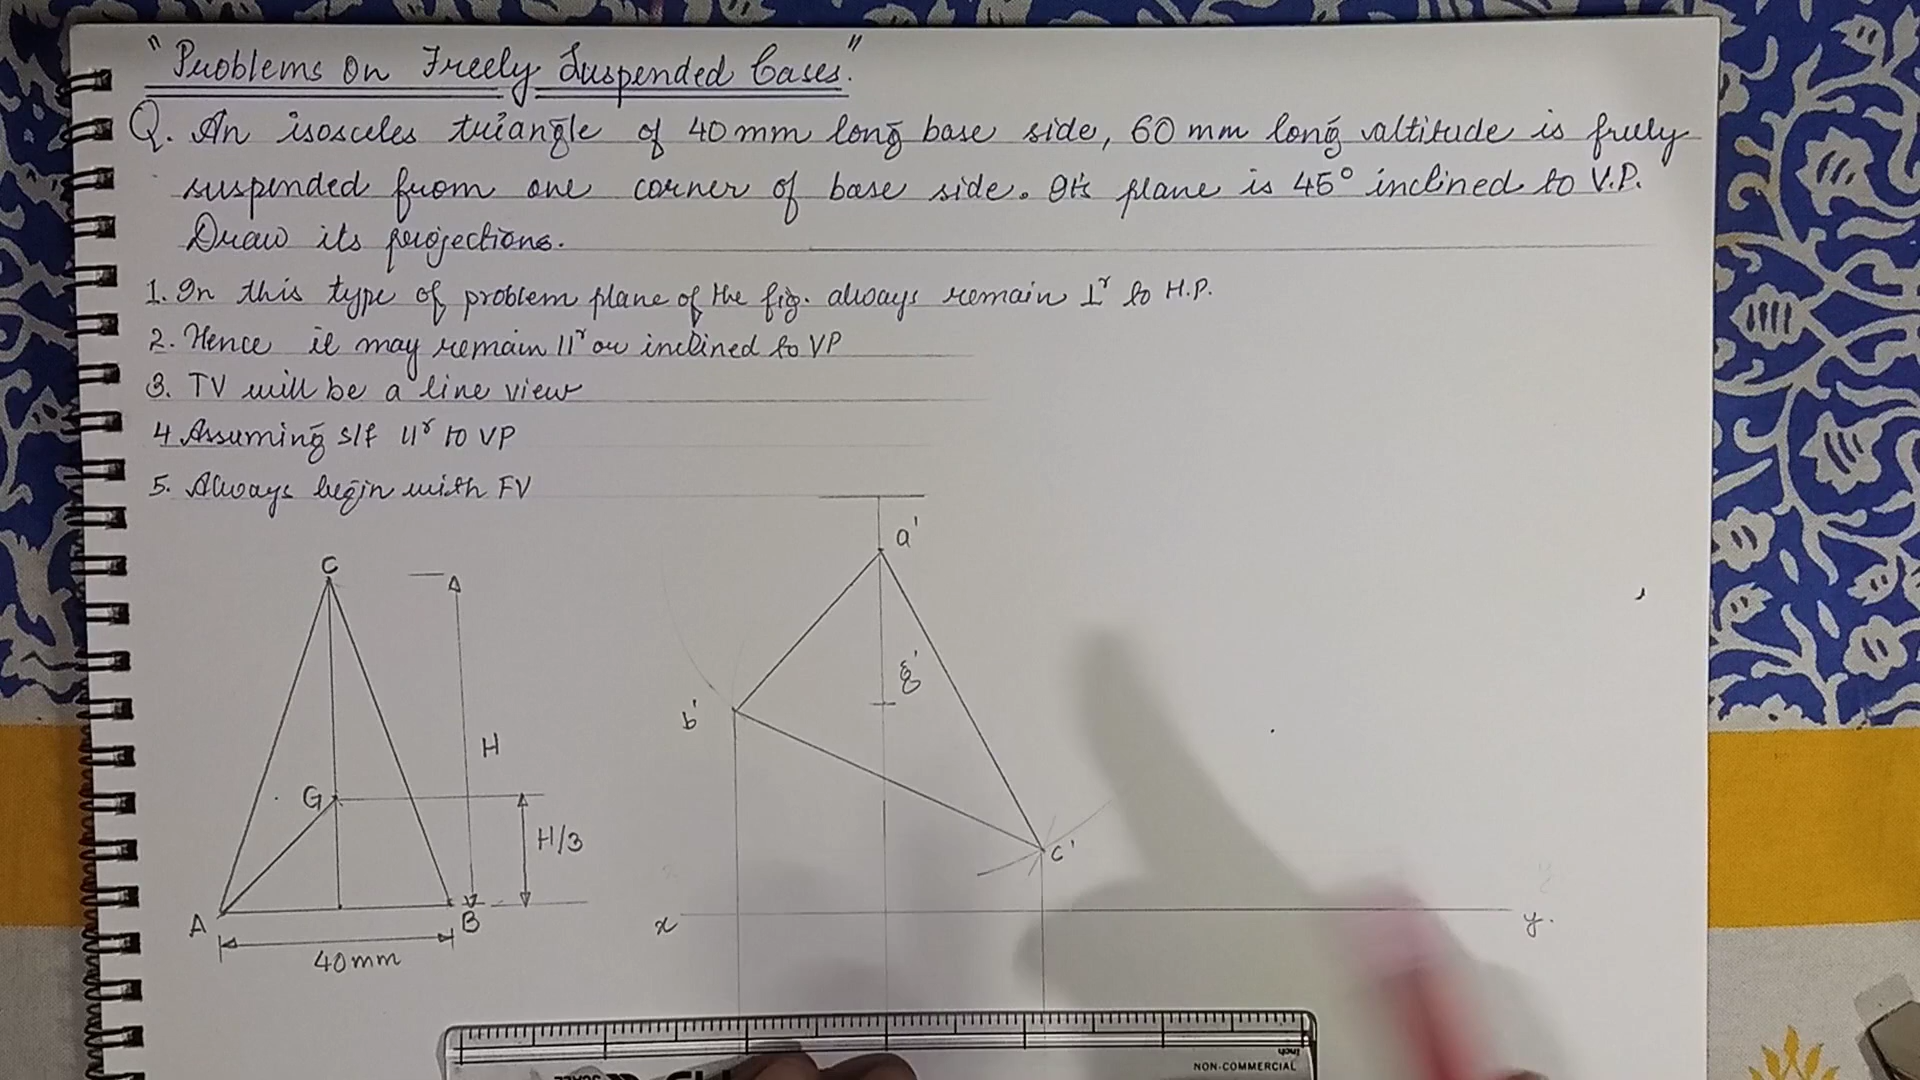 "Problems On Freely Suspended Cases."
Q. An isosceles triangle of 40 mm long base side, 60 mm long altitude is freely
suspended from one corner of base side. It's plane is 45° inclined to V.P.
Draw its projections.
1. In this type of problem plane of the fig. always remain ⊥r to H.P.
2. Hence it may remain 11r or inclined to VP
3. TV will be a line view
4 Assuming s/f 11r to VP
5. Always begin with FV
C
H
G
H/3
A
B
40mm
a'
g'
b'
c'
x
y.
inch
NON-COMMERCIAL